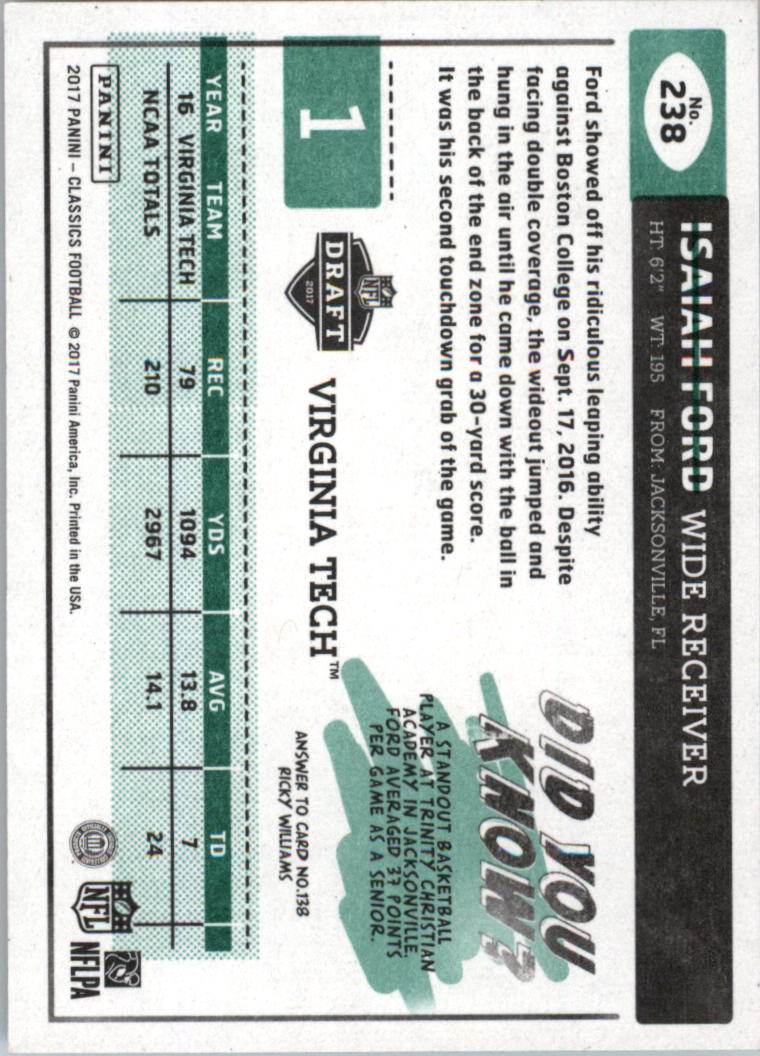 No.
238
ISAIAH FORD WIDE RECEIVER
HT: 6'2" WT: 195 FROM: JACKSONVILLE, FL
Ford showed off his ridiculous leaping ability
against Boston College on Sept. 17, 2016. Despite
facing double coverage, the wideout jumped and
hung in the air until he came down with the ball in
the back of the end zone for a 30-yard score.
It was his second touchdown grab of the game.
DID YOU
KNOW?
A STANDOUT BASKETBALL
PLAYER AT TRINITY CHRISTIAN
ACADEMY IN JACKSONVILLE,
FORD AVERAGED 37 POINTS
PER GAME AS A SENIOR.
1
NFL
DRAFT
2017
VIRGINIA TECH™
ANSWER TO CARD NO.138
RICKY WILLIAMS
YEAR TEAM REC YDS AVG TD
16 VIRGINIA TECH 79 1094 13.8 7
NCAA TOTALS 210 2967 14.1 24
PANINI
2017 PANINI – CLASSICS FOOTBALL © 2017 Panini America, Inc. Printed in the USA.
NFL
NFLPA